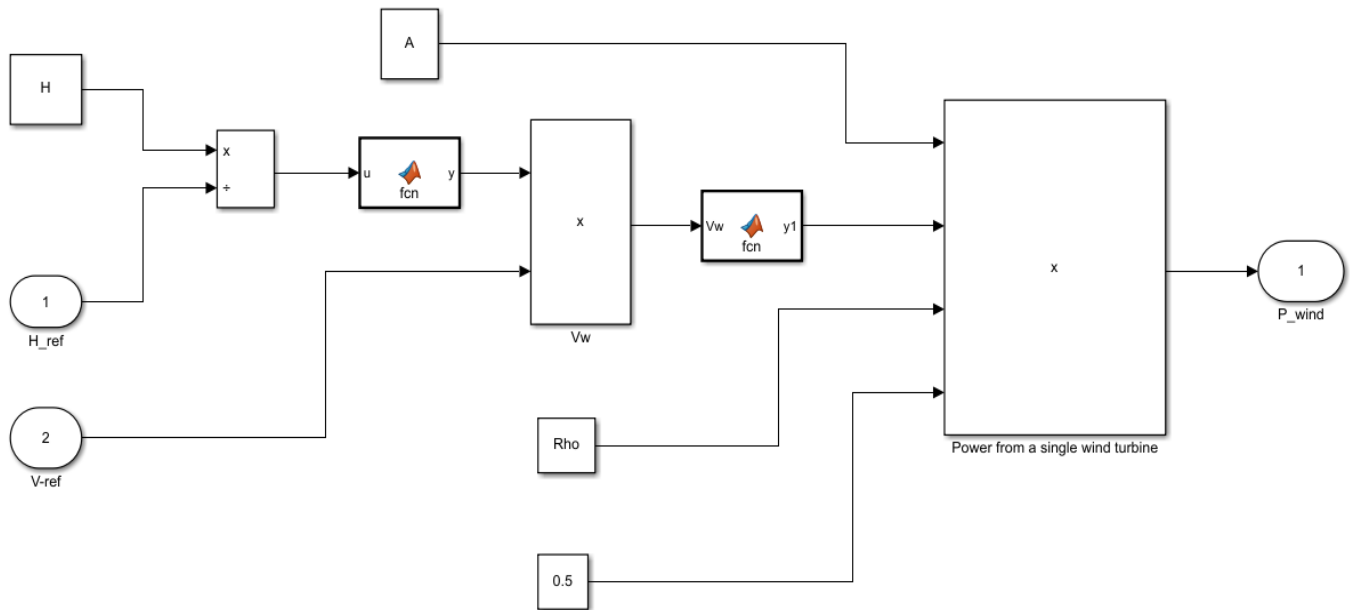 A
H
x
÷
u
y
fcn
x
Vw
Vw
y1
fcn
x
Power from a single wind turbine
1
P_wind
1
H_ref
2
V-ref
Rho
0.5